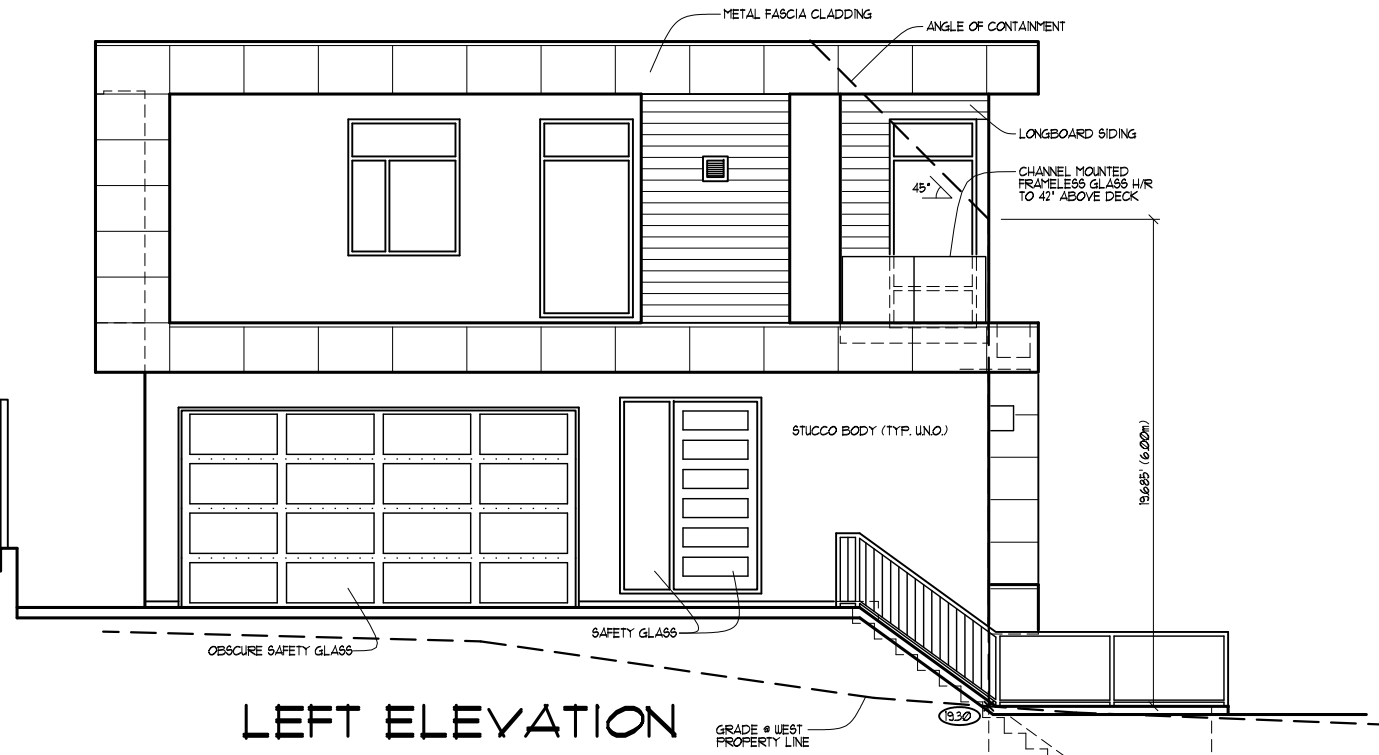 METAL FASCIA CLADDING
ANGLE OF CONTAINMENT
LONGBOARD SIDING
CHANNEL MOUNTED
FRAMELESS GLASS H/R
TO 42" ABOVE DECK
45°
STUCCO BODY (TYP. U.N.O.)
19.685' (6.00m)
SAFETY GLASS
OBSCURE SAFETY GLASS
LEFT ELEVATION
19.30
GRADE @ WEST
PROPERTY LINE